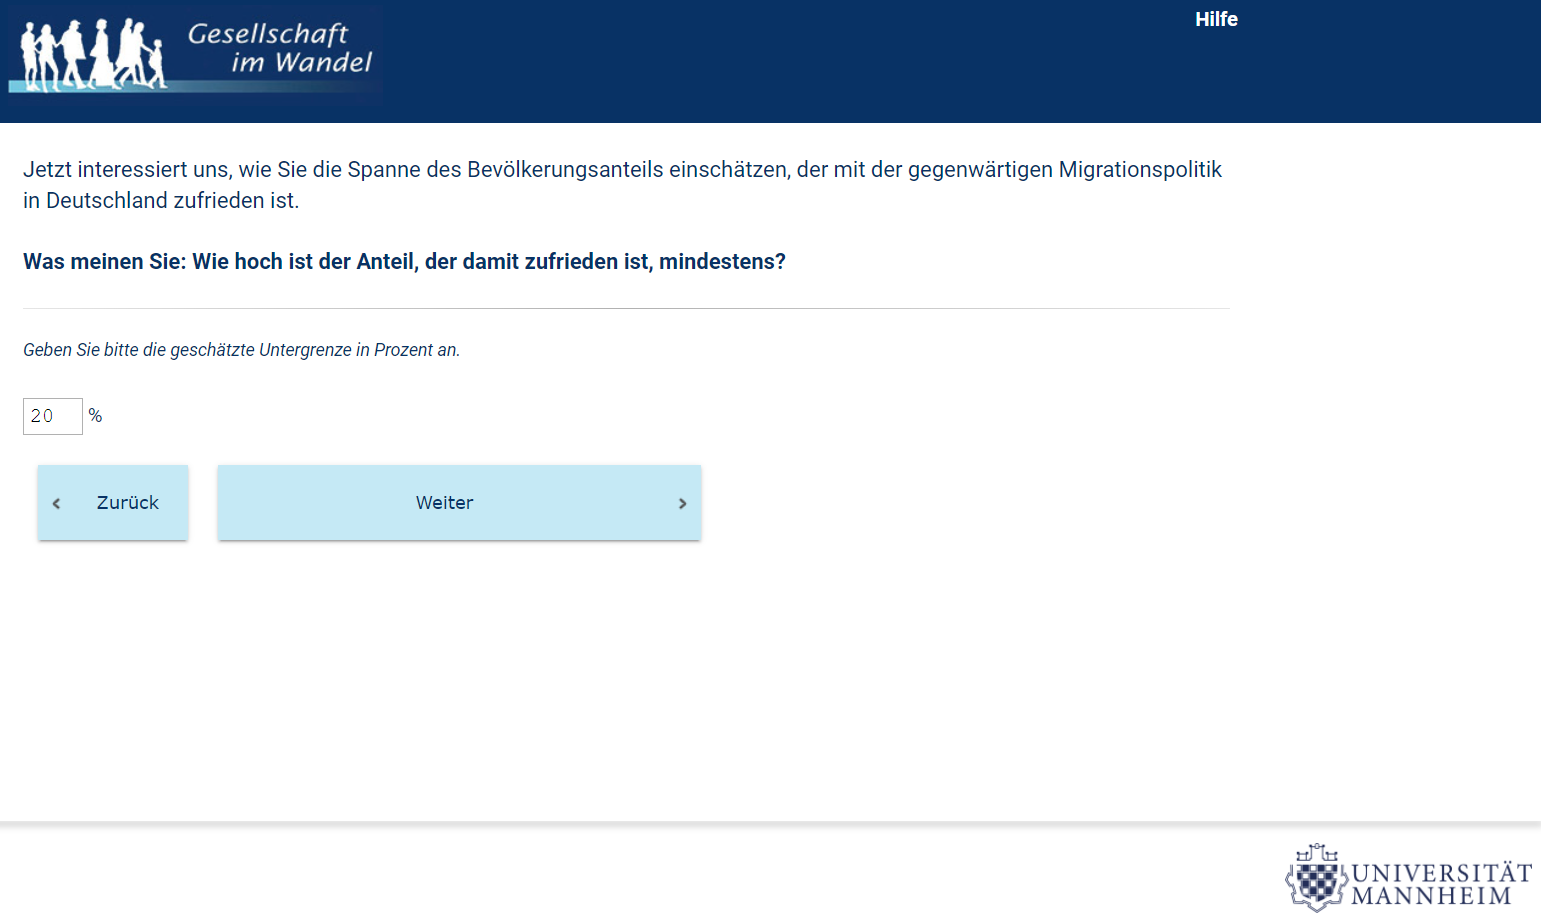 Gesellschaft
im Wandel
Hilfe
Jetzt interessiert uns, wie Sie die Spanne des Bevölkerungsanteils einschätzen, der mit der gegenwärtigen Migrationspolitik
in Deutschland zufrieden ist.
Was meinen Sie: Wie hoch ist der Anteil, der damit zufrieden ist, mindestens?
Geben Sie bitte die geschätzte Untergrenze in Prozent an.
20 %
Zurück
Weiter
UNIVERSITÄT
MANNHEIM